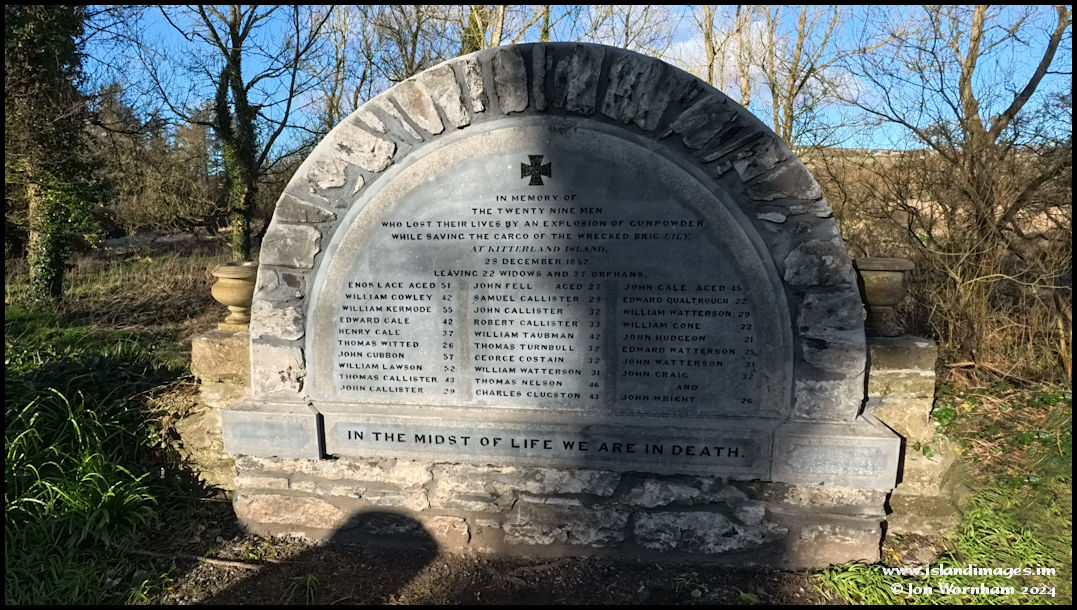 IN MEMORY OF
THE TWENTY NINE MEN
WHO LOST THEIR LIVES BY AN EXPLOSION OF GUNPOWDER
WHILE SAVING THE CARGO OF THE WRECKED BRIG LILY,
AT KITTERLAND ISLAND,
28 DECEMBER 1852.
LEAVING 22 WIDOWS AND 77 ORPHANS.
ENOS LACE AGED 51
WILLIAM COWLEY 42
WILLIAM KERMODE 55
EDWARD GALE 42
HENRY GALE 37
THOMAS WITTED 26
JOHN CUBBON 57
WILLIAM LAWSON 52
THOMAS CALLISTER 43
JOHN CALLISTER 29
JOHN FELL AGED 27
SAMUEL CALLISTER 29
JOHN CALLISTER 32
ROBERT CALLISTER 33
WILLIAM TAUBMAN 42
THOMAS TURNBULL 32
GEORGE COSTAIN 32
WILLIAM WATTERSON 31
THOMAS NELSON 46
CHARLES CLUGSTON 43
JOHN GALE AGED 45
EDWARD QUALTROUGH 22
WILLIAM WATTERSON 29
WILLIAM CONE 22
JOHN HUDGEON 21
EDWARD WATTERSON 25
JOHN WATTERSON 31
JOHN CRAIG 32
AND
JOHN WRIGHT 26
IN THE MIDST OF LIFE WE ARE IN DEATH.
www.islandimages.im
© Jon Wornham 2024